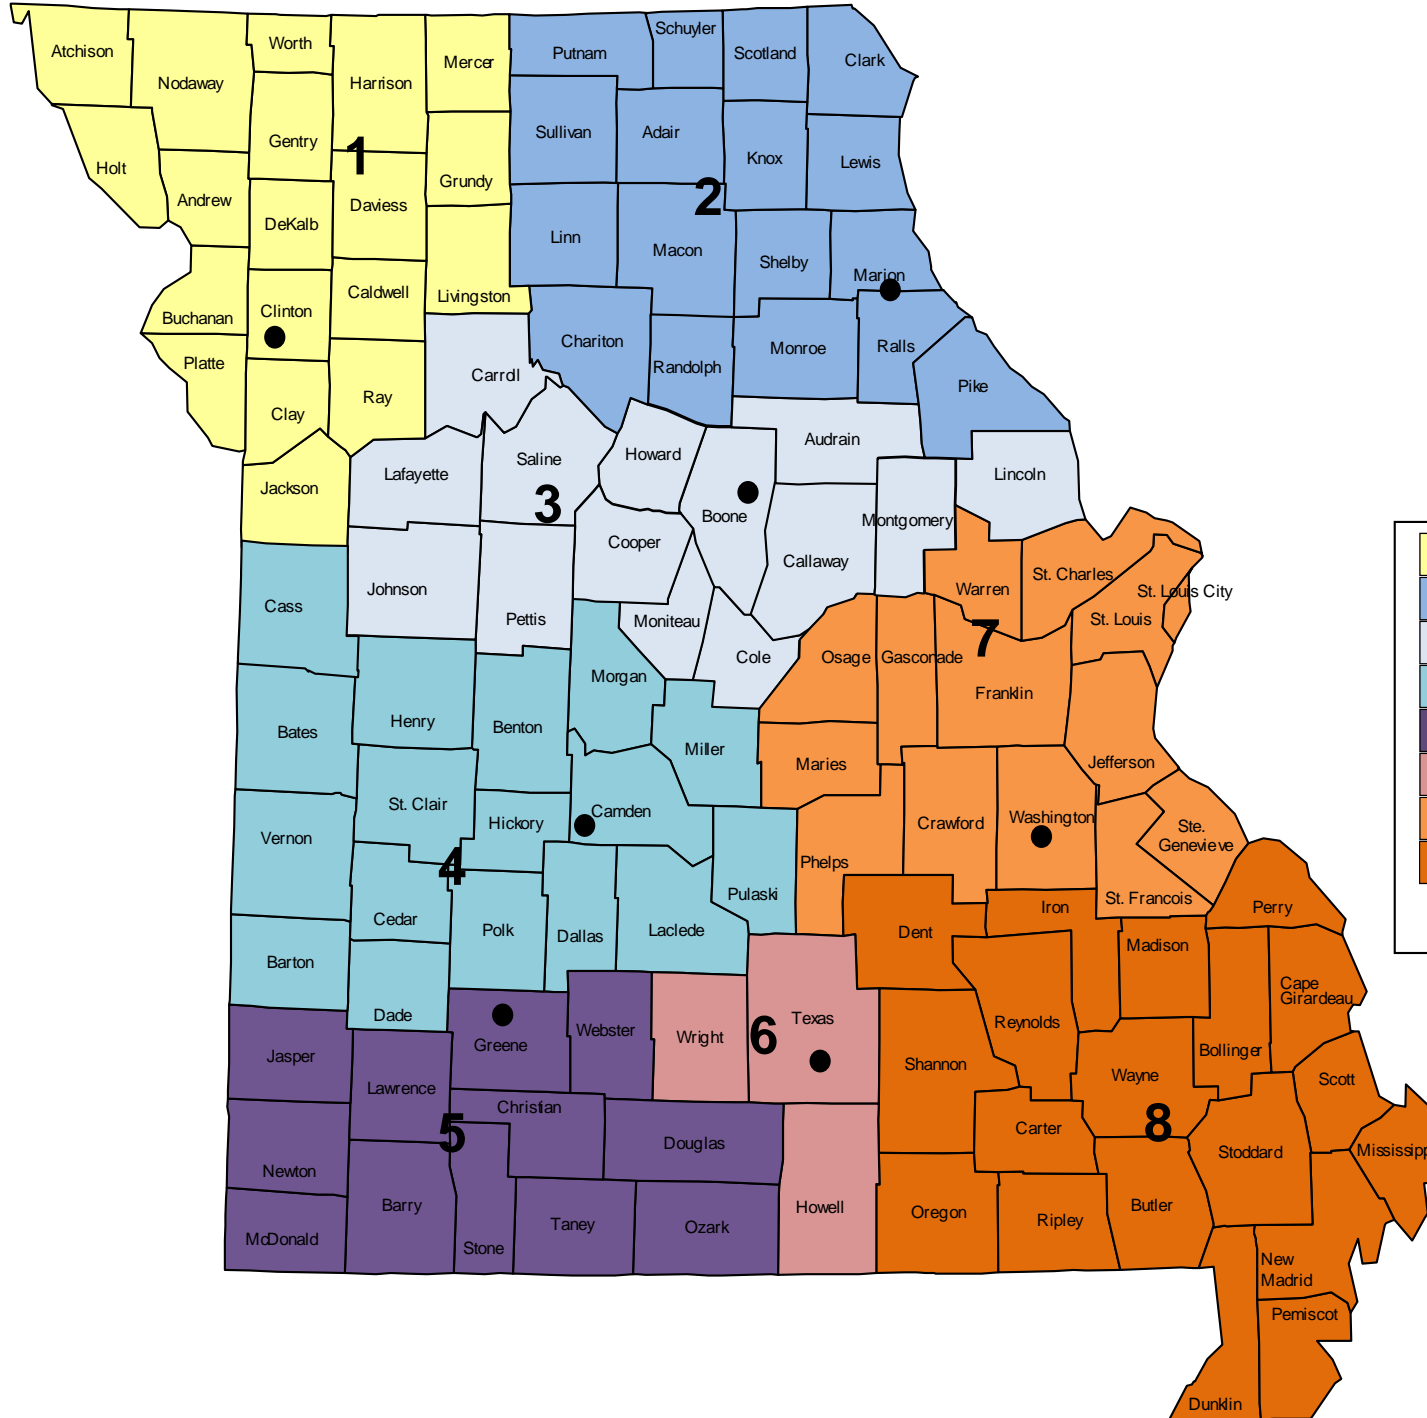 Atchison
Nodaway
Worth
Harrison
Mercer
Putnam
Schuyler
Scotland
Clark
Holt
Gentry
1
Grundy
Sullivan
Adair
Knox
Lewis
Andrew
DeKalb
Daviess
2
Linn
Macon
Shelby
Marion
Buchanan
Clinton
Caldwell
Livingston
Chariton
Randolph
Monroe
Ralls
Pike
Platte
Clay
Ray
Carroll
Audrain
Jackson
Lafayette
Saline
Howard
Lincoln
3
Boone
Montgomery
Cooper
Callaway
Cass
Johnson
Pettis
Moniteau
Cole
Warren
St. Charles
St. Louis City
St. Louis
7
Osage
Gasconade
Franklin
Morgan
Bates
Henry
Benton
Miller
Maries
Jefferson
St. Clair
Hickory
Camden
Crawford
Washington
Ste.
Genevieve
Vernon
4
Phelps
Pulaski
St. Francois
Perry
Cedar
Polk
Dallas
Laclede
Dent
Iron
Madison
Barton
Cape
Girardeau
Dade
Greene
Webster
Wright
6
Texas
Reynolds
Bollinger
Jasper
Lawrence
Shannon
Wayne
Scott
Christian
5
Douglas
Carter
8
Stoddard
Mississipp
Newton
Barry
Howell
Oregon
Ripley
Butler
McDonald
Stone
Taney
Ozark
New
Madrid
Pemiscot
Dunklin